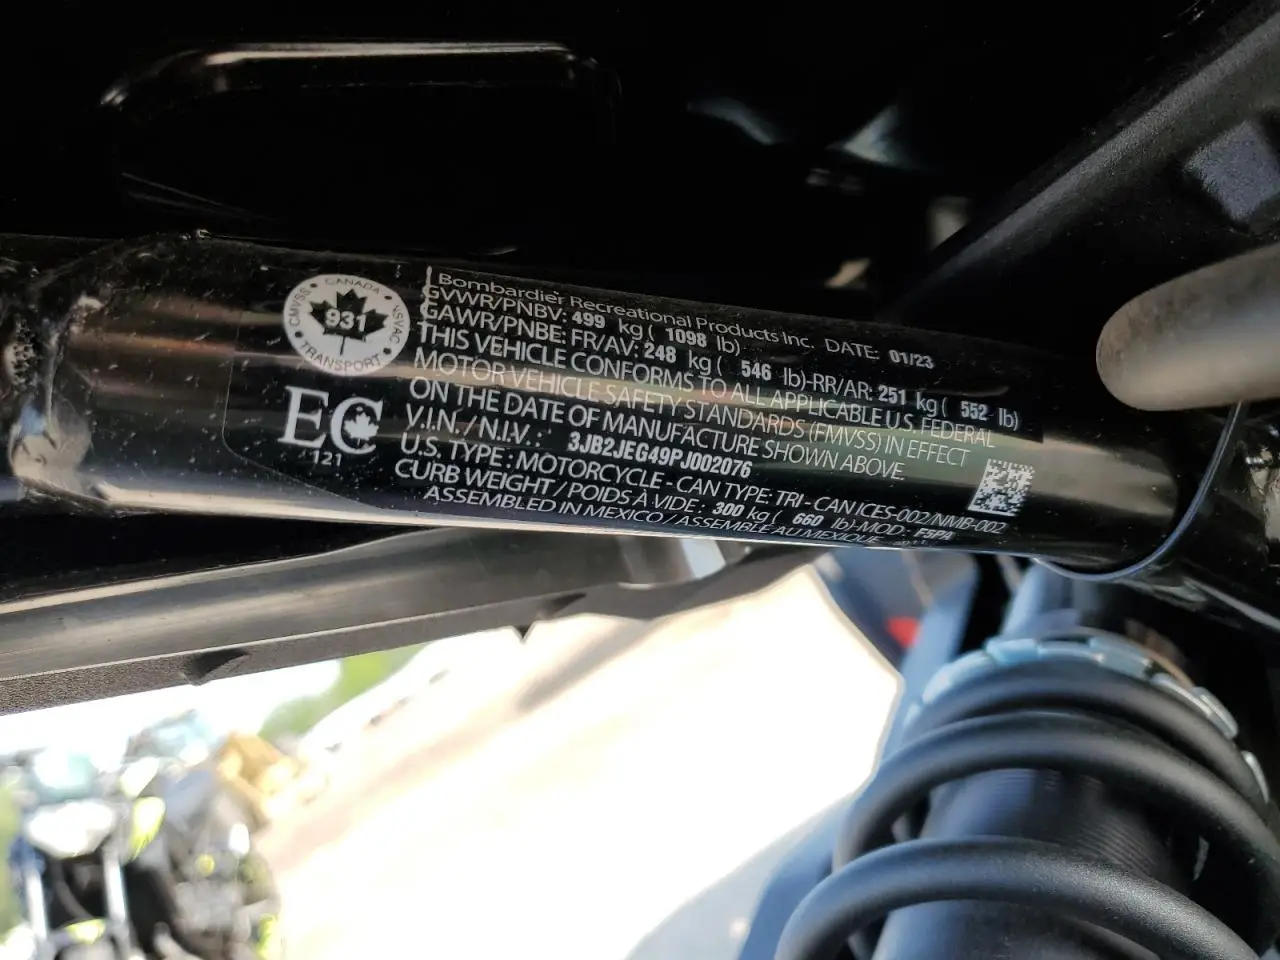 CANADA
CMVSS NSVAC
931
TRANSPORT
EC
121
Bombardier Recreational Products Inc. DATE: 01/23
GVWR/PNBV: 499 kg ( 1098 lb)
GAWR/PNBE: FR/AV: 248 kg ( 546 lb)-RR/AR: 251 kg ( 552 lb)
THIS VEHICLE CONFORMS TO ALL APPLICABLE U.S. FEDERAL
MOTOR VEHICLE SAFETY STANDARDS (FMVSS) IN EFFECT
ON THE DATE OF MANUFACTURE SHOWN ABOVE.
V.I.N. / N.I.V. : 3JB2JEG49PJ002076
U.S. TYPE : MOTORCYCLE - CAN TYPE: TRI - CAN ICES-002/NMB-002
CURB WEIGHT / POIDS À VIDE : 300 kg ( 660 lb)-MOD : F5PA
ASSEMBLED IN MEXICO / ASSEMBLÉ AU MEXIQUE